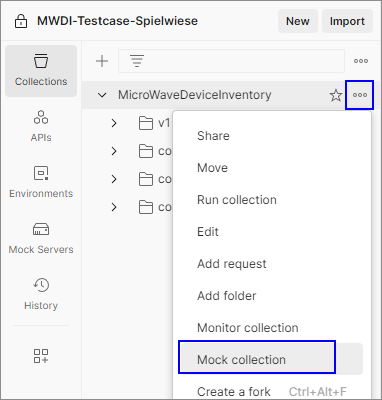 MWDI-Testcase-Spielwiese New Import
Collections
MicroWaveDeviceInventory
v1
APIs
co
co
co
Environments
Mock Servers
History
Share
Move
Run collection
Edit
Add request
Add folder
Monitor collection
Mock collection
Create a fork Ctrl+Alt+F